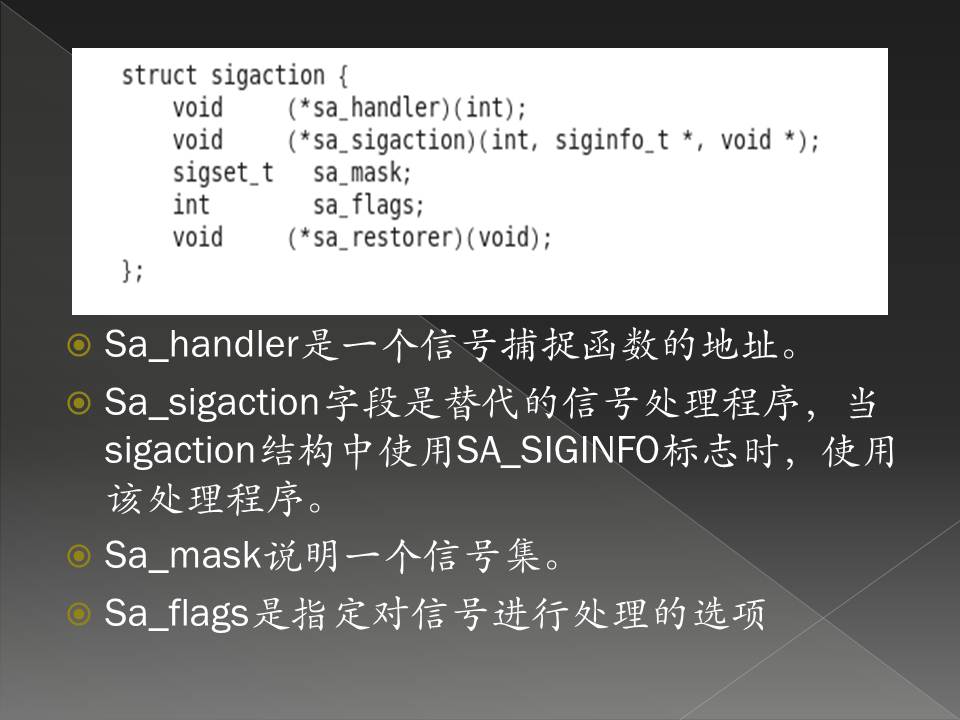 struct sigaction {
    void     (*sa_handler)(int);
    void     (*sa_sigaction)(int, siginfo_t *, void *);
    sigset_t   sa_mask;
    int        sa_flags;
    void     (*sa_restorer)(void);
};
Sa_handler是一个信号捕捉函数的地址。
Sa_sigaction字段是替代的信号处理程序，当
sigaction结构中使用SA_SIGINFO标志时，使用
该处理程序。
Sa_mask说明一个信号集。
Sa_flags是指定对信号进行处理的选项